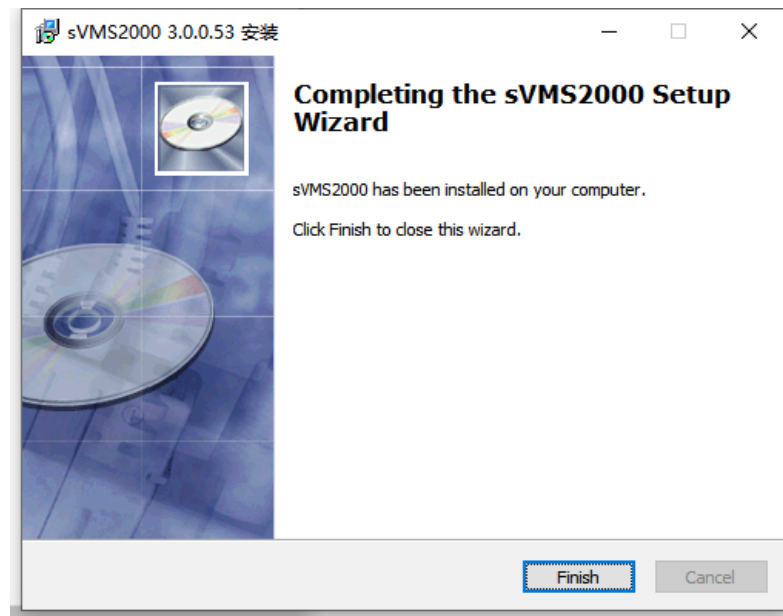 sVMS2000 3.0.0.53 安装
Completing the sVMS2000 Setup
Wizard
sVMS2000 has been installed on your computer.
Click Finish to close this wizard.
Finish
Cancel